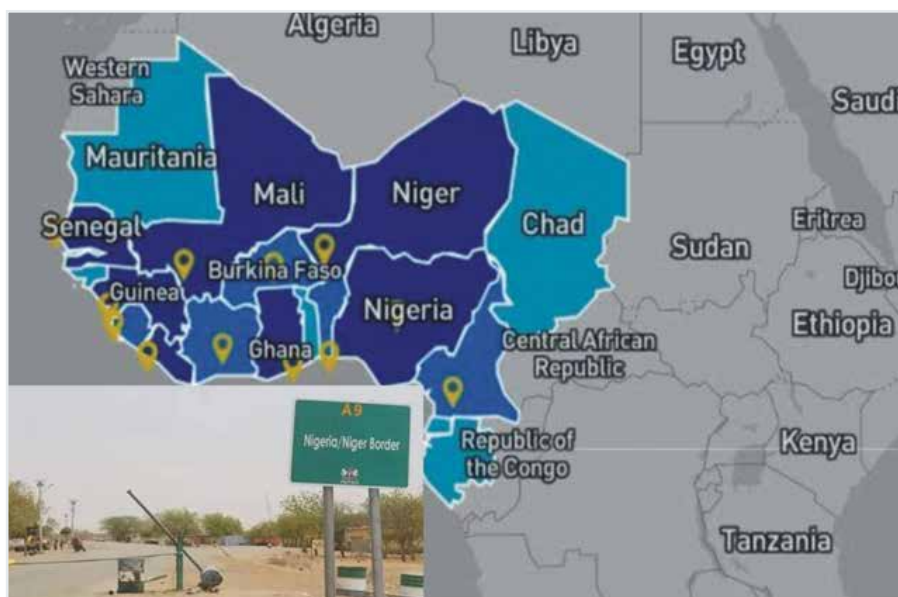 Algeria
Libya
Egypt
Western
Sahara
Saudi
Mauritania
Mali
Niger
Chad
Senegal
Eritrea
Sudan
Burkina Faso
Djibou
Guinea
Nigeria
Ethiopia
Ghana
Central African
Republic
A9
Nigeria/Niger Border
Republic of
the Congo
Kenya
Tanzania